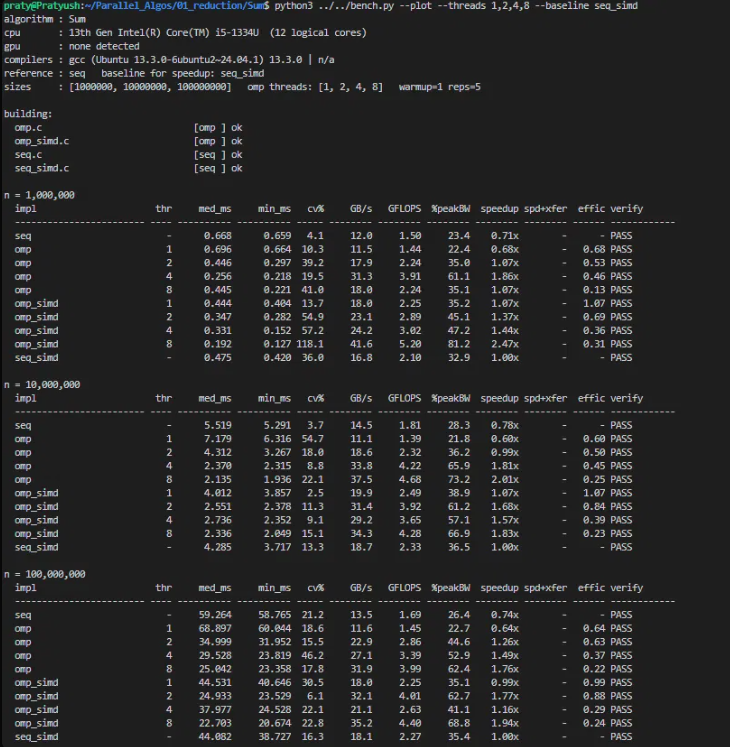 praty@Pratyush:~/Parallel_Algos/01_reduction/Sum$ python3 ../../bench.py --plot --threads 1,2,4,8 --baseline seq_simd
algorithm : Sum
cpu : 13th Gen Intel(R) Core(TM) i5-1334U (12 logical cores)
gpu : none detected
compilers : gcc (Ubuntu 13.3.0-6ubuntu2~24.04.1) 13.3.0 | n/a
reference : seq baseline for speedup: seq_simd
sizes : [1000000, 10000000, 100000000] omp threads: [1, 2, 4, 8] warmup=1 reps=5
building:
omp.c [omp ] ok
omp_simd.c [omp ] ok
seq.c [seq ] ok
seq_simd.c [seq ] ok
n = 1,000,000
impl thr med_ms min_ms cv% GB/s GFLOPS %peakBW speedup spd+xfer effic verify
----------------------- ---- --------- --------- ----- -------- -------- ------- ------- -------- ------ ------------
seq - 0.668 0.659 4.1 12.0 1.50 23.4 0.71x - - PASS
omp 1 0.696 0.664 10.3 11.5 1.44 22.4 0.68x - 0.68 PASS
omp 2 0.446 0.297 39.2 17.9 2.24 35.0 1.07x - 0.53 PASS
omp 4 0.256 0.218 19.5 31.3 3.91 61.1 1.86x - 0.46 PASS
omp 8 0.445 0.221 41.0 18.0 2.24 35.1 1.07x - 0.13 PASS
omp_simd 1 0.444 0.404 13.7 18.0 2.25 35.2 1.07x - 1.07 PASS
omp_simd 2 0.347 0.282 54.9 23.1 2.89 45.1 1.37x - 0.69 PASS
omp_simd 4 0.331 0.152 57.2 24.2 3.02 47.2 1.44x - 0.36 PASS
omp_simd 8 0.192 0.127 118.1 41.6 5.20 81.2 2.47x - 0.31 PASS
seq_simd - 0.475 0.420 36.0 16.8 2.10 32.9 1.00x - - PASS
n = 10,000,000
impl thr med_ms min_ms cv% GB/s GFLOPS %peakBW speedup spd+xfer effic verify
----------------------- ---- --------- --------- ----- -------- -------- ------- ------- -------- ------ ------------
seq - 5.519 5.291 3.7 14.5 1.81 28.3 0.78x - - PASS
omp 1 7.179 6.316 54.7 11.1 1.39 21.8 0.60x - 0.60 PASS
omp 2 4.312 3.267 18.0 18.6 2.32 36.2 0.99x - 0.50 PASS
omp 4 2.370 2.315 8.8 33.8 4.22 65.9 1.81x - 0.45 PASS
omp 8 2.135 1.936 22.1 37.5 4.68 73.2 2.01x - 0.25 PASS
omp_simd 1 4.012 3.857 2.5 19.9 2.49 38.9 1.07x - 1.07 PASS
omp_simd 2 2.551 2.378 11.3 31.4 3.92 61.2 1.68x - 0.84 PASS
omp_simd 4 2.736 2.352 9.1 29.2 3.65 57.1 1.57x - 0.39 PASS
omp_simd 8 2.336 2.049 15.1 34.3 4.28 66.9 1.83x - 0.23 PASS
seq_simd - 4.285 3.717 13.3 18.7 2.33 36.5 1.00x - - PASS
n = 100,000,000
impl thr med_ms min_ms cv% GB/s GFLOPS %peakBW speedup spd+xfer effic verify
----------------------- ---- --------- --------- ----- -------- -------- ------- ------- -------- ------ ------------
seq - 59.264 58.765 21.2 13.5 1.69 26.4 0.74x - - PASS
omp 1 68.897 60.044 18.6 11.6 1.45 22.7 0.64x - 0.64 PASS
omp 2 34.999 31.952 15.5 22.9 2.86 44.6 1.26x - 0.63 PASS
omp 4 29.528 23.819 46.2 27.1 3.39 52.9 1.49x - 0.37 PASS
omp 8 25.042 23.358 17.8 31.9 3.99 62.4 1.76x - 0.22 PASS
omp_simd 1 44.531 40.646 30.5 18.0 2.25 35.1 0.99x - 0.99 PASS
omp_simd 2 24.933 23.529 6.1 32.1 4.01 62.7 1.77x - 0.88 PASS
omp_simd 4 37.977 24.528 22.1 21.1 2.63 41.1 1.16x - 0.29 PASS
omp_simd 8 22.703 20.674 22.8 35.2 4.40 68.8 1.94x - 0.24 PASS
seq_simd - 44.082 38.727 16.3 18.1 2.27 35.4 1.00x - - PASS